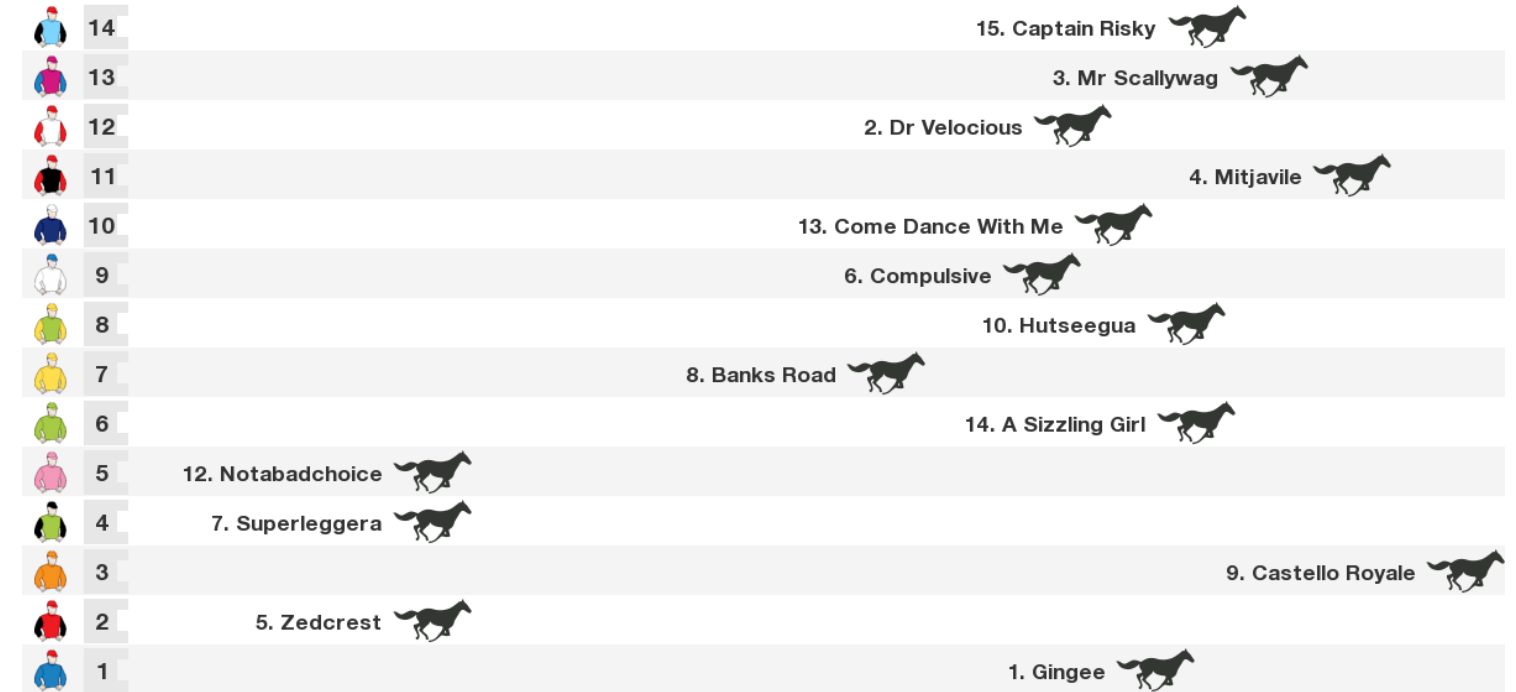 14 15. Captain Risky
13 3. Mr Scallywag
12 2. Dr Velocious
11 4. Mitjavile
10 13. Come Dance With Me
9 6. Compulsive
8 10. Hutseegua
7 8. Banks Road
6 14. A Sizzling Girl
5 12. Notabadchoice
4 7. Superleggera
3 9. Castello Royale
2 5. Zedcrest
1 1. Gingee